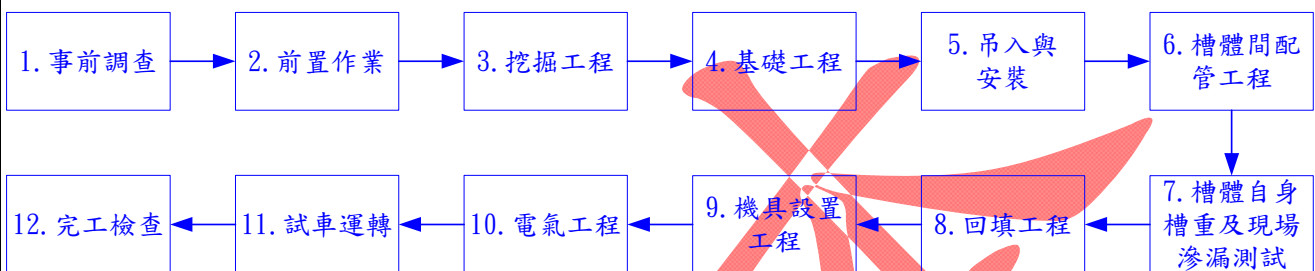 1.事前調查
2.前置作業
3.挖掘工程
4.基礎工程
5.吊入與
安裝
6.槽體間配
管工程
7.槽體自身
槽重及現場
滲漏測試
8.回填工程
9.機具設置
工程
10.電氣工程
11.試車運轉
12.完工檢查